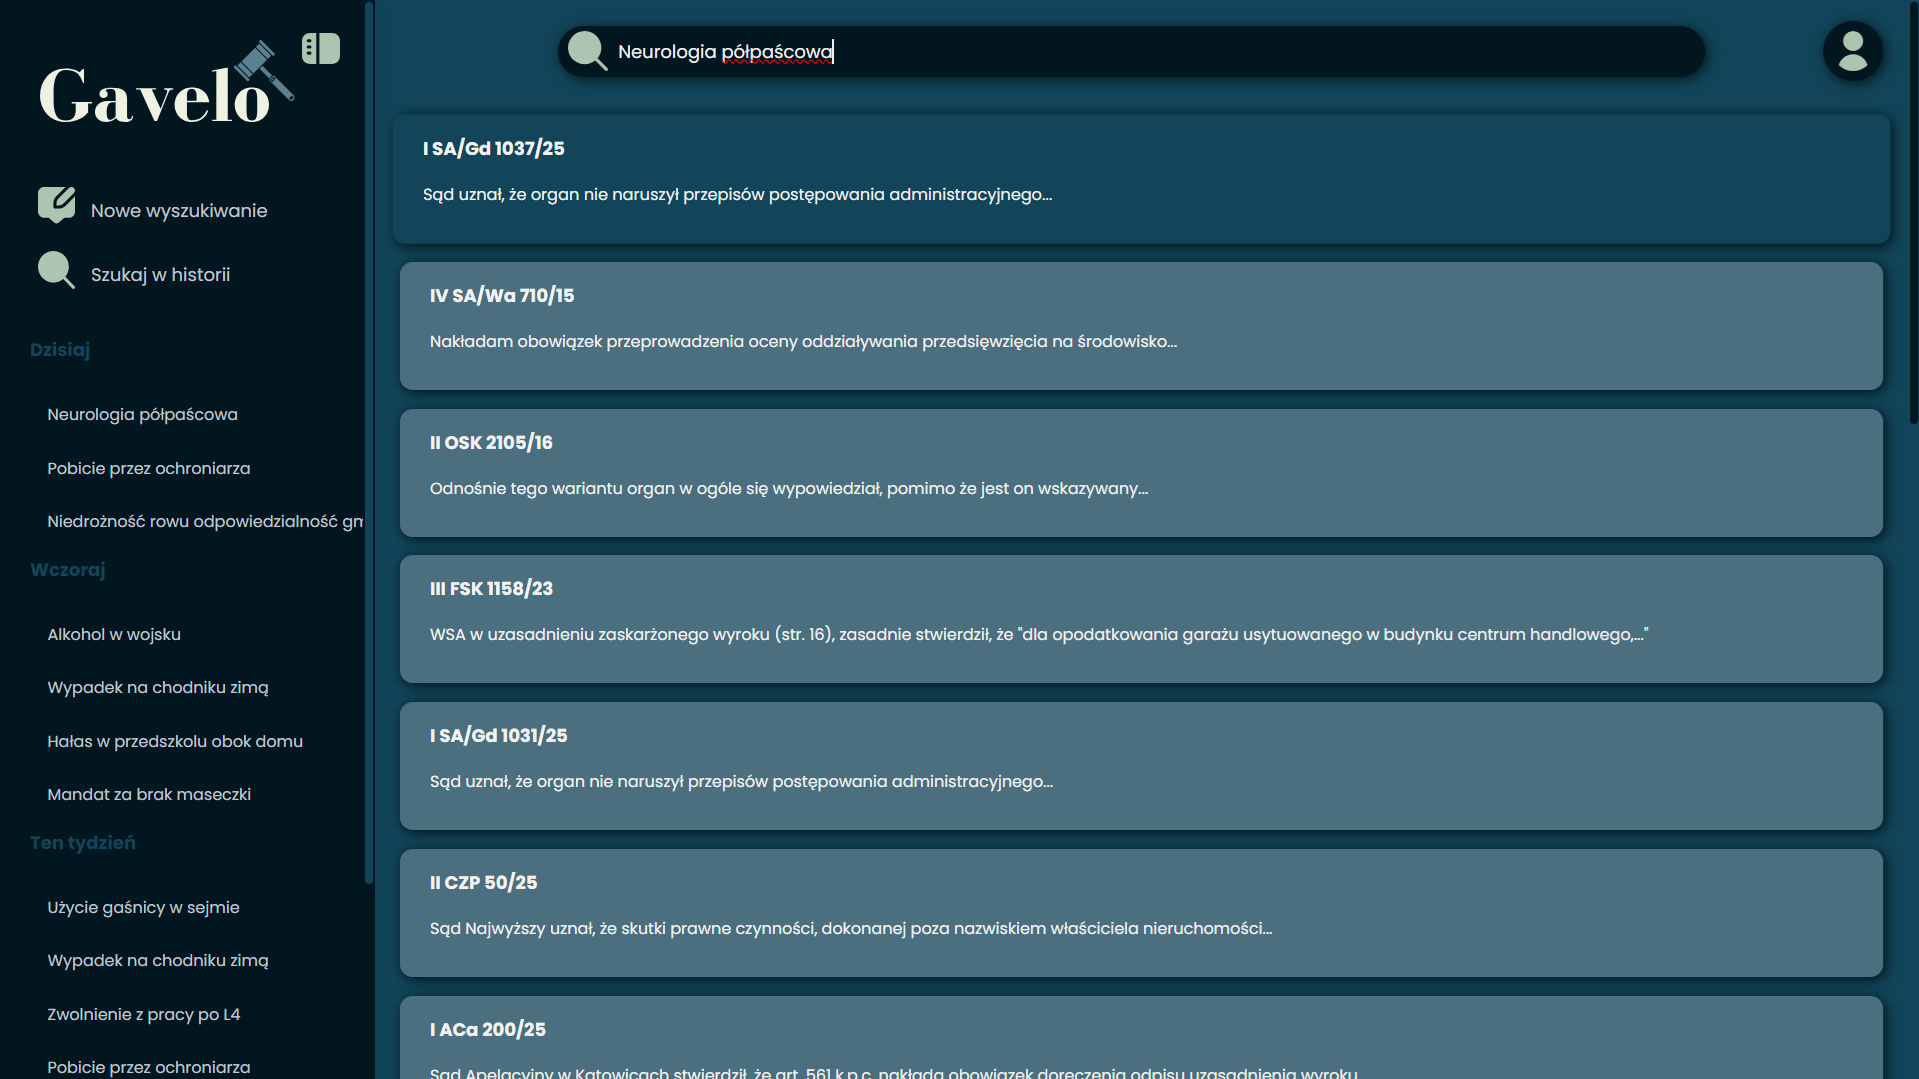 Gavelo
Nowe wyszukiwanie
Szukaj w historii
Dzisiaj
Neurologia półpaścowa
Pobicie przez ochroniarza
Niedrożność rowu odpowiedzialność gm
Wczoraj
Alkohol w wojsku
Wypadek na chodniku zimą
Hałas w przedszkolu obok domu
Mandat za brak maseczki
Ten tydzień
Użycie gaśnicy w sejmie
Wypadek na chodniku zimą
Zwolnienie z pracy po L4
Pobicie przez ochroniarza
Neurologia półpaścowa
I SA/Gd 1037/25
Sąd uznał, że organ nie naruszył przepisów postępowania administracyjnego...
IV SA/Wa 710/15
Nakładam obowiązek przeprowadzenia oceny oddziaływania przedsięwzięcia na środowisko...
II OSK 2105/16
Odnośnie tego wariantu organ w ogóle się wypowiedział, pomimo że jest on wskazywany...
III FSK 1158/23
WSA w uzasadnieniu zaskarżonego wyroku (str. 16), zasadnie stwierdził, że "dla opodatkowania garażu usytuowanego w budynku centrum handlowego,..."
I SA/Gd 1031/25
Sąd uznał, że organ nie naruszył przepisów postępowania administracyjnego...
II CZP 50/25
Sąd Najwyższy uznał, że skutki prawne czynności, dokonanej poza nazwiskiem właściciela nieruchomości...
I ACa 200/25
Sąd Apelacyjny w Katowicach stwierdził, że art. 561 k.p.c. nakłada obowiązek doręczenia odpisu uzasadnienia wyroku